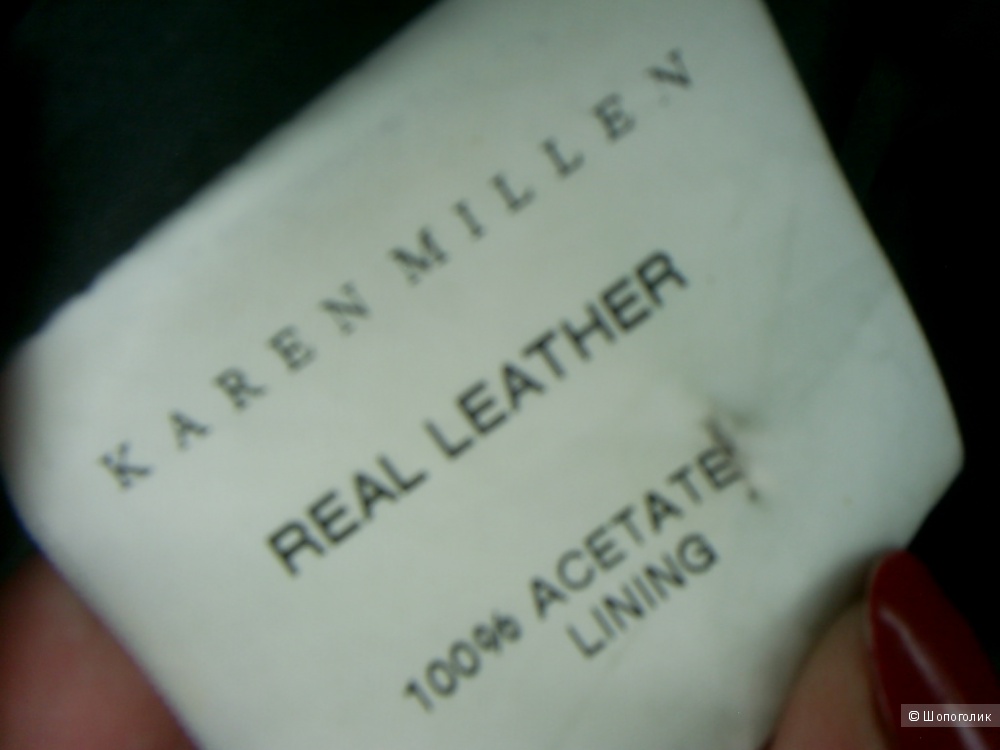 KAREN MILLEN
REAL LEATHER
100% ACETATE
LINING
© Шопоголик